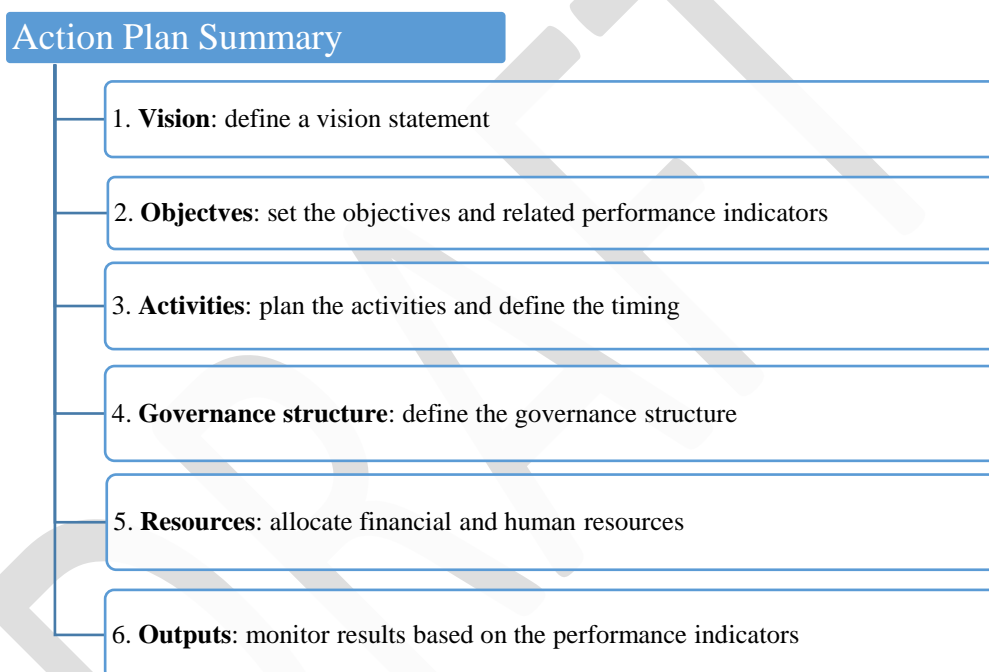 Action Plan Summary
1. Vision: define a vision statement
2. Objectves: set the objectives and related performance indicators
3. Activities: plan the activities and define the timing
4. Governance structure: define the governance structure
5. Resources: allocate financial and human resources
6. Outputs: monitor results based on the performance indicators
DRAFT